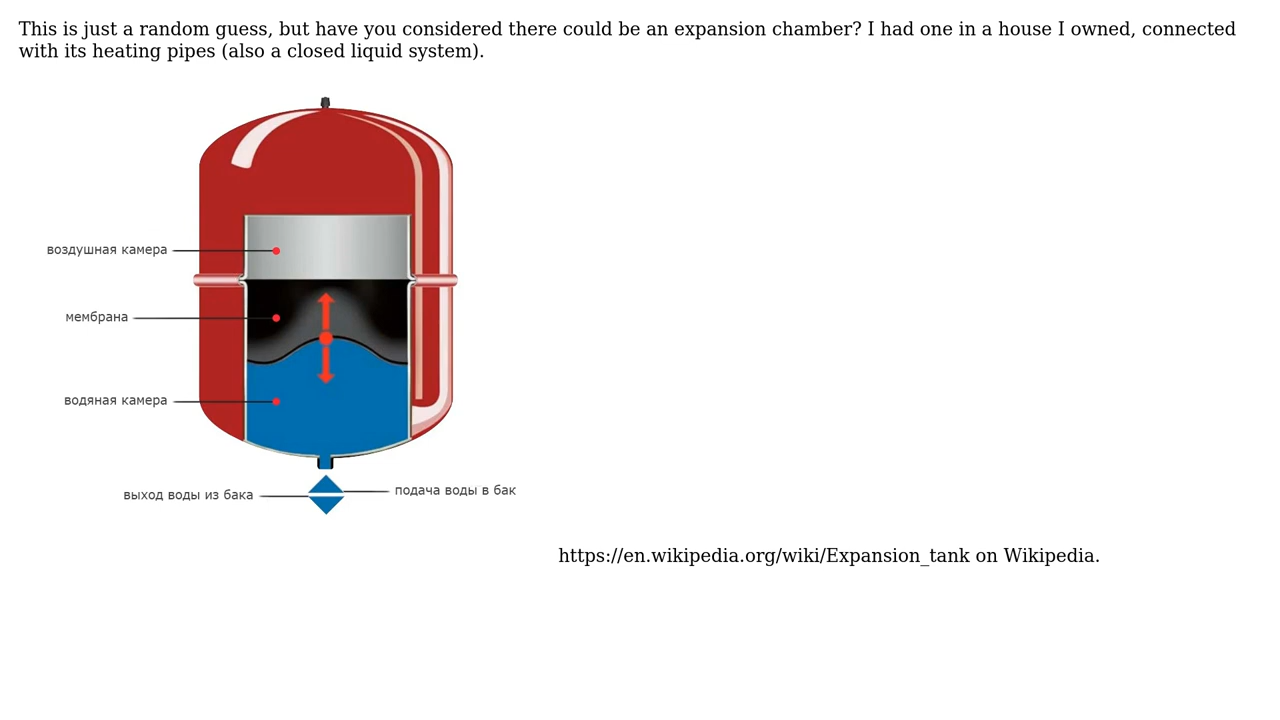 This is just a random guess, but have you considered there could be an expansion chamber? I had one in a house I owned, connected
with its heating pipes (also a closed liquid system).
воздушная камера
мембрана
водяная камера
выход воды из бака
подача воды в бак
https://en.wikipedia.org/wiki/Expansion_tank on Wikipedia.